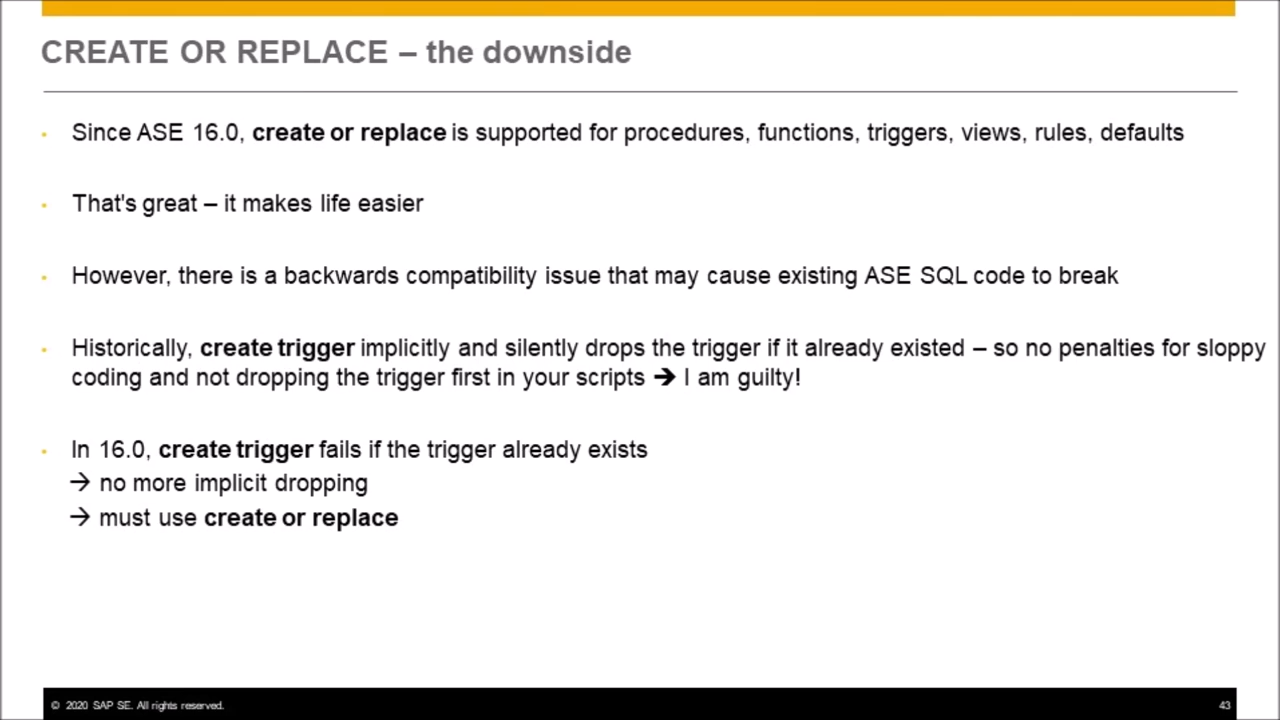 CREATE OR REPLACE – the downside
• Since ASE 16.0, create or replace is supported for procedures, functions, triggers, views, rules, defaults
• That's great – it makes life easier
• However, there is a backwards compatibility issue that may cause existing ASE SQL code to break
• Historically, create trigger implicitly and silently drops the trigger if it already existed – so no penalties for sloppy
coding and not dropping the trigger first in your scripts ➔ I am guilty!
• In 16.0, create trigger fails if the trigger already exists
→ no more implicit dropping
→ must use create or replace
© 2020 SAP SE. All rights reserved.
43